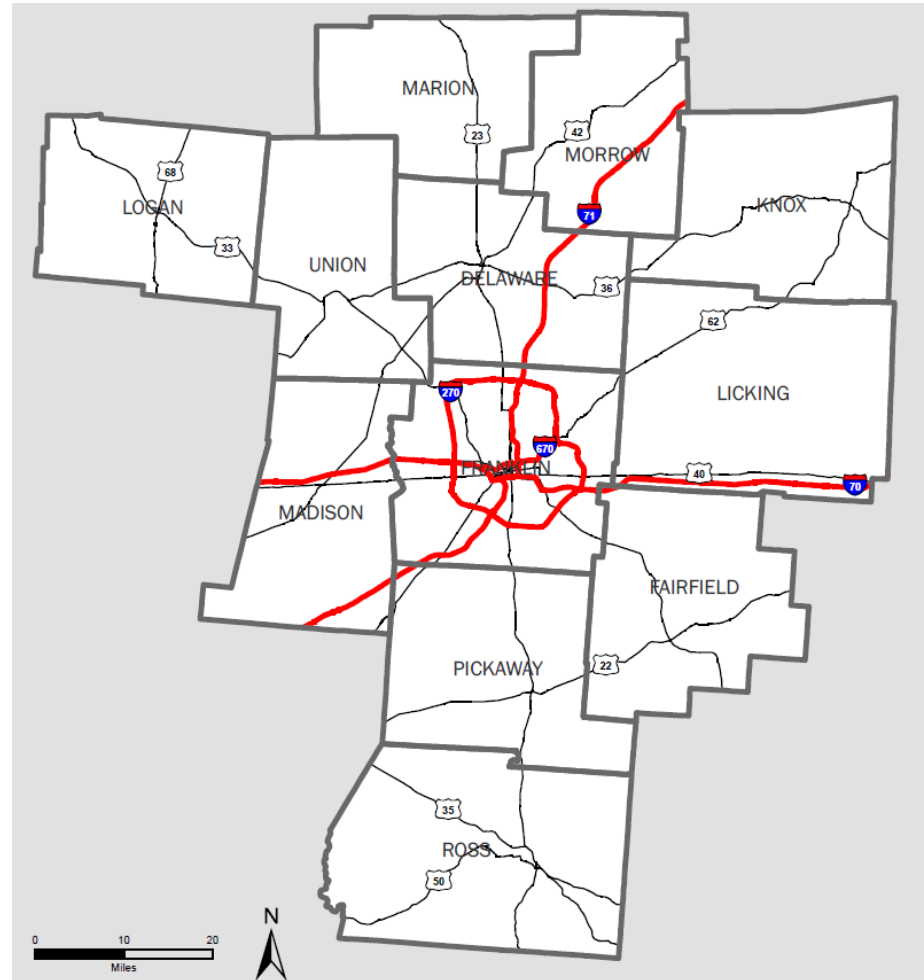 MARION
23
42
MORROW
68
LOGAN
33
71
KNOX
UNION
DELAWARE
36
62
270
LICKING
670
FRANKLIN
40
70
MADISON
FAIRFIELD
PICKAWAY
22
35
ROSS
50
N
0 10 20
Miles